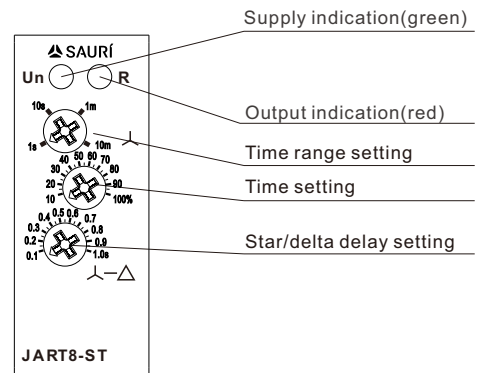 Supply indication(green)
SAURÍ
Un R
Output indication(red)
10s 1m
1s 10m
Time range setting
40 50 60 70
30 80
20 90
10 100%
Time setting
0.4 0.5 0.6 0.7
0.3 0.8
0.2 0.9
0.1 1.0s
Star/delta delay setting
JART8-ST